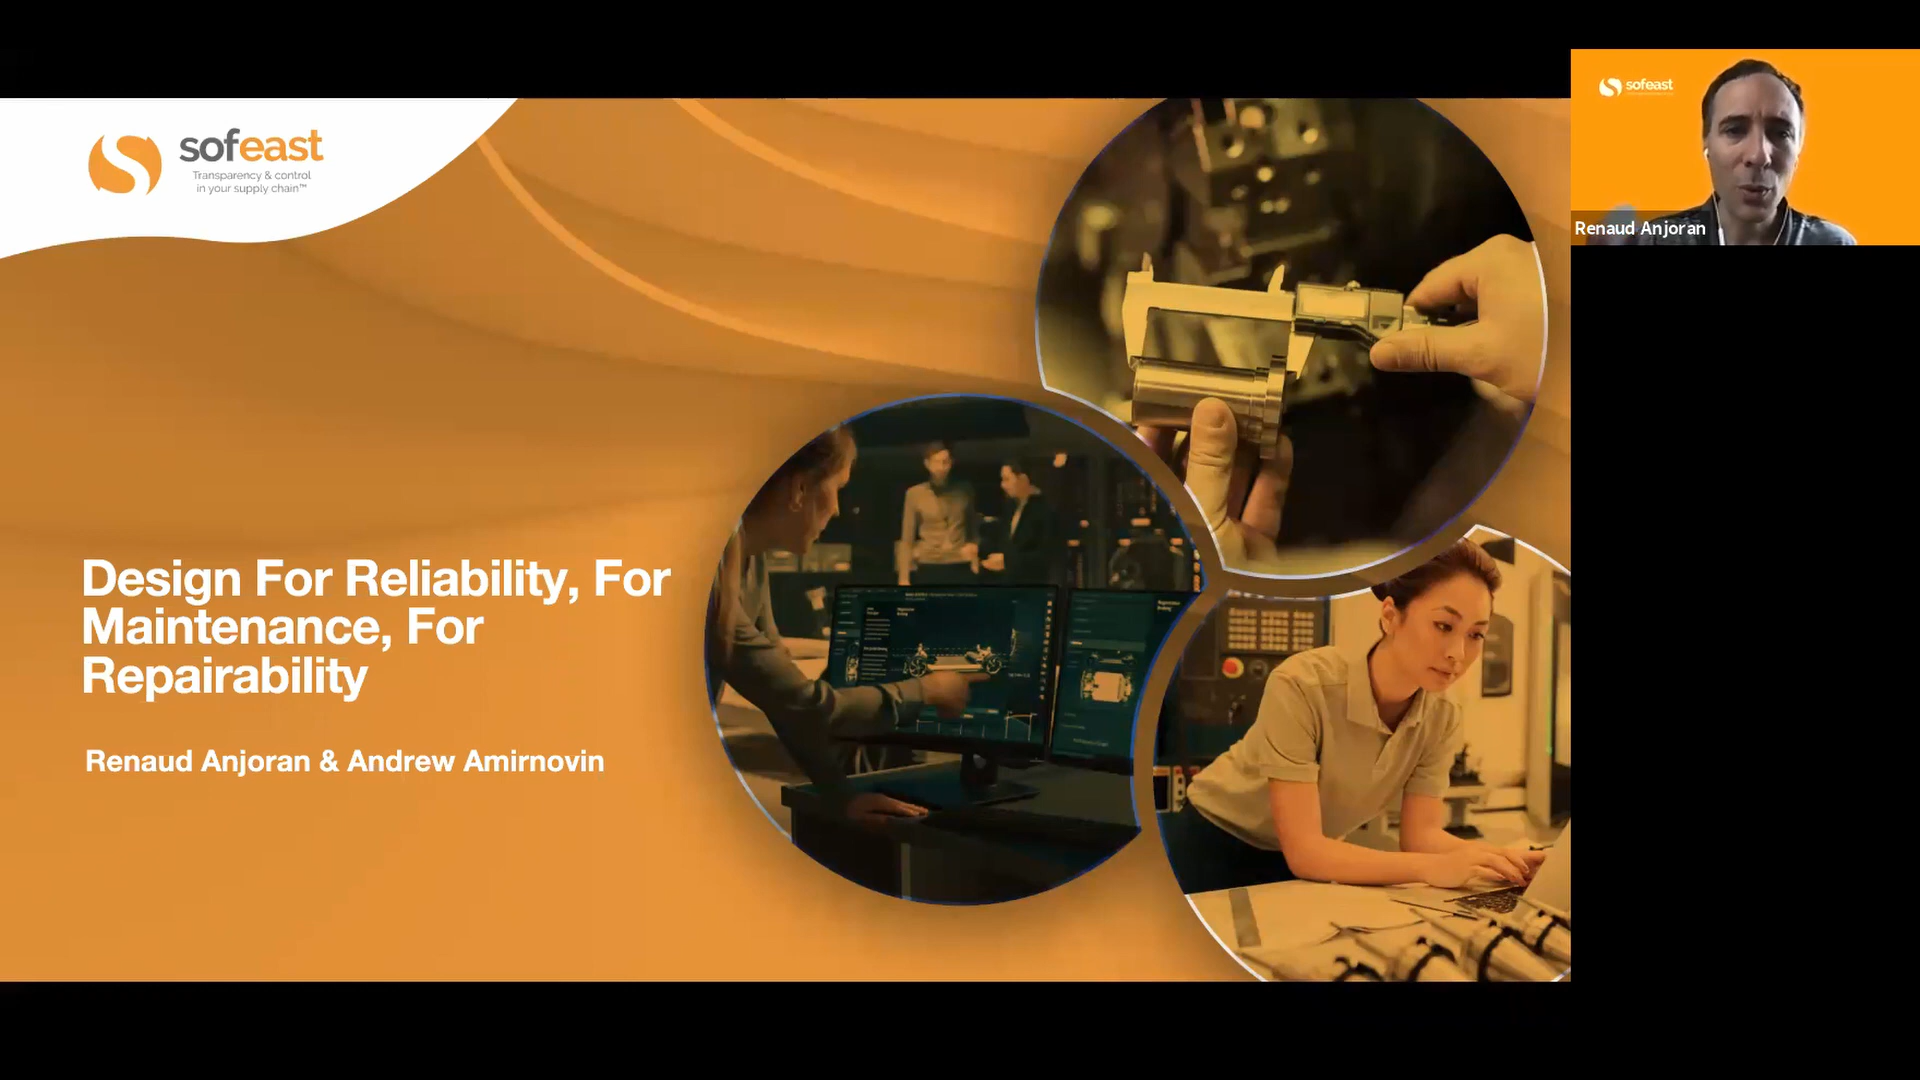 sofeast
Transparency & control
in your supply chain™
Design For Reliability, For
Maintenance, For
Repairability
Renaud Anjoran & Andrew Amirnovin
sofeast
Renaud Anjoran